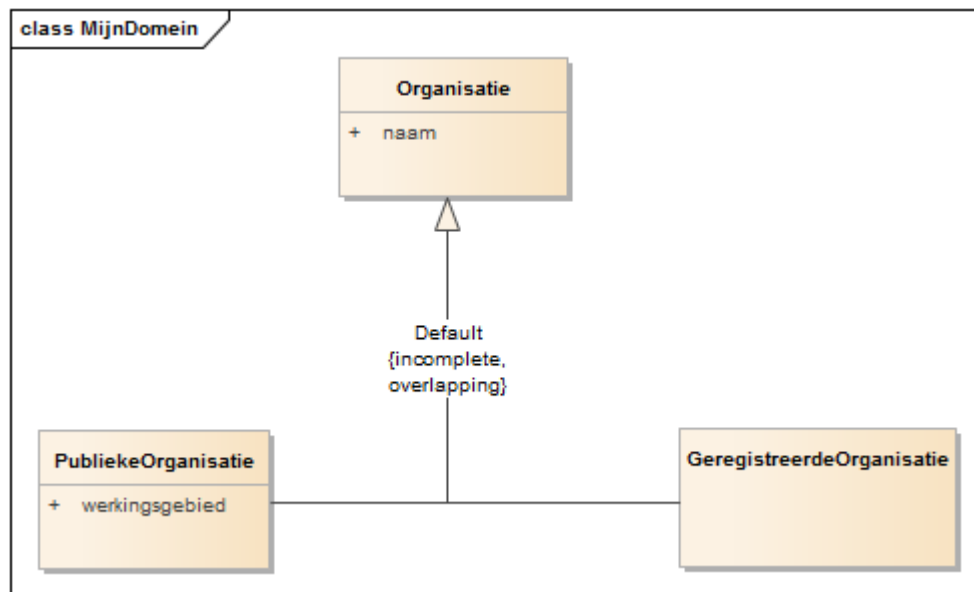 class MijnDomein
Organisatie
+ naam
Default
{incomplete,
overlapping}
PubliekeOrganisatie
+ werkingsgebied
GeregistreerdeOrganisatie